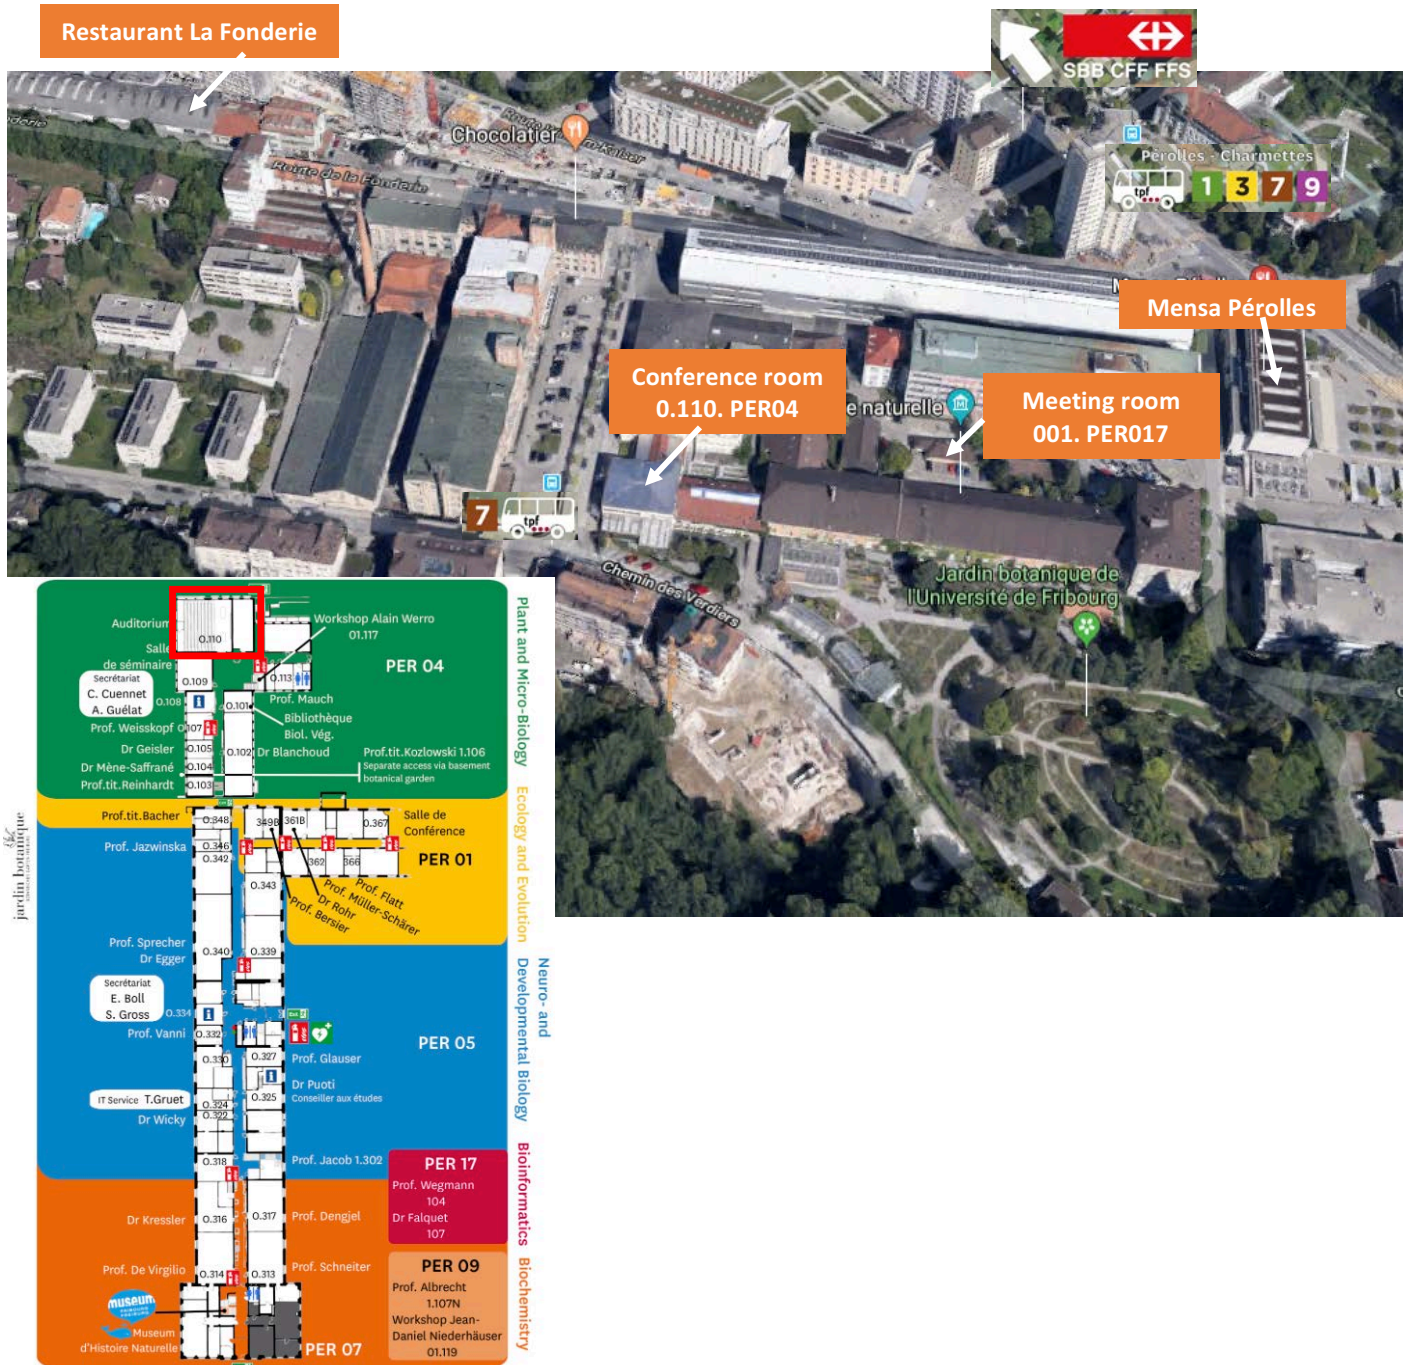 Restaurant La Fonderie
SBB CFF FFS
Chocolatier
Route de la Fonderie
Pérolles - Charmettes
tpf
1 3 7 9
Mensa Pérolles
Conference room
0.110. PER04
e naturelle
Meeting room
001. PER017
7
tpf
Chemin des Verdiers
Jardin botanique de
l'Université de Fribourg
Auditorium
0.110
Workshop Alain Werro
01.117
Salle
de séminaire
PER 04
Secrétariat
C. Cuennet
A. Guélat
0.109
0.113
0.108
0.101
Prof. Mauch
Bibliothèque
Biol. Vég.
Prof. Weisskopf 0.107
Dr Geisler
0.105
0.102
Dr Blanchoud
Prof.tit.Kozlowski 1.106
Separate access via basement
botanical garden
Dr Mène-Saffrané
0.104
Prof.tit.Reinhardt
0.103
Plant and Micro-Biology
Prof.tit.Bacher
0.348
349B
361B
0.367
Salle de
Conférence
Prof. Jazwinska
0.346
0.342
362
366
PER 01
0.343
Prof. Flatt
Prof. Müller-Schärer
Dr Rohr
Prof. Bersier
Ecology and Evolution
jardin botanique
Prof. Sprecher
Dr Egger
0.340
0.339
Secrétariat
E. Boll
S. Gross
0.334
Prof. Vanni
0.332
PER 05
0.330
0.327
Prof. Glauser
Dr Puoti
Conseiller aux études
IT Service T.Gruet
0.324
0.325
Dr Wicky
0.322
Neuro- and
Developmental Biology
0.318
Prof. Jacob 1.302
PER 17
Prof. Wegmann
104
Dr Falquet
107
Bioinformatics
Dr Kressler
0.316
0.317
Prof. Dengjel
Prof. De Virgilio
0.314
0.313
Prof. Schneiter
PER 09
Prof. Albrecht
1.107N
Workshop Jean-
Daniel Niederhäuser
01.119
Biochemistry
museum
FRIBOURG
FREIBURG
Museum
d'Histoire Naturelle
PER 07